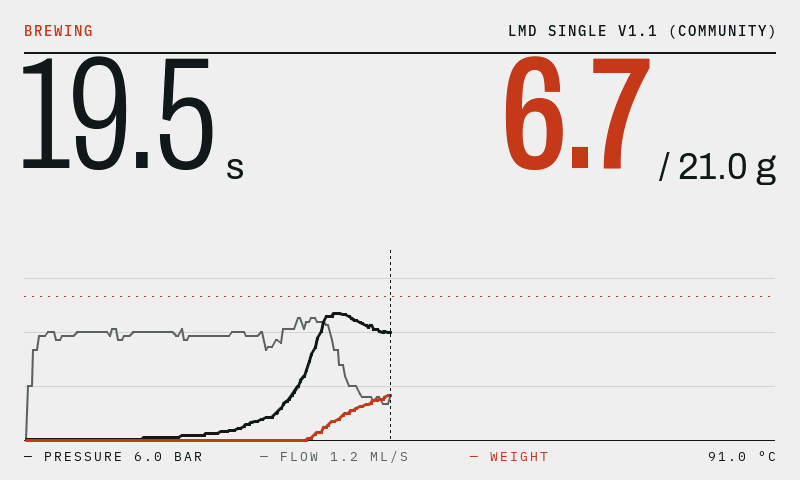 BREWING
LMD SINGLE V1.1 (COMMUNITY)
19.5 s
6.7 / 21.0 g
— PRESSURE 6.0 BAR
— FLOW 1.2 ML/S
— WEIGHT
91.0 °C